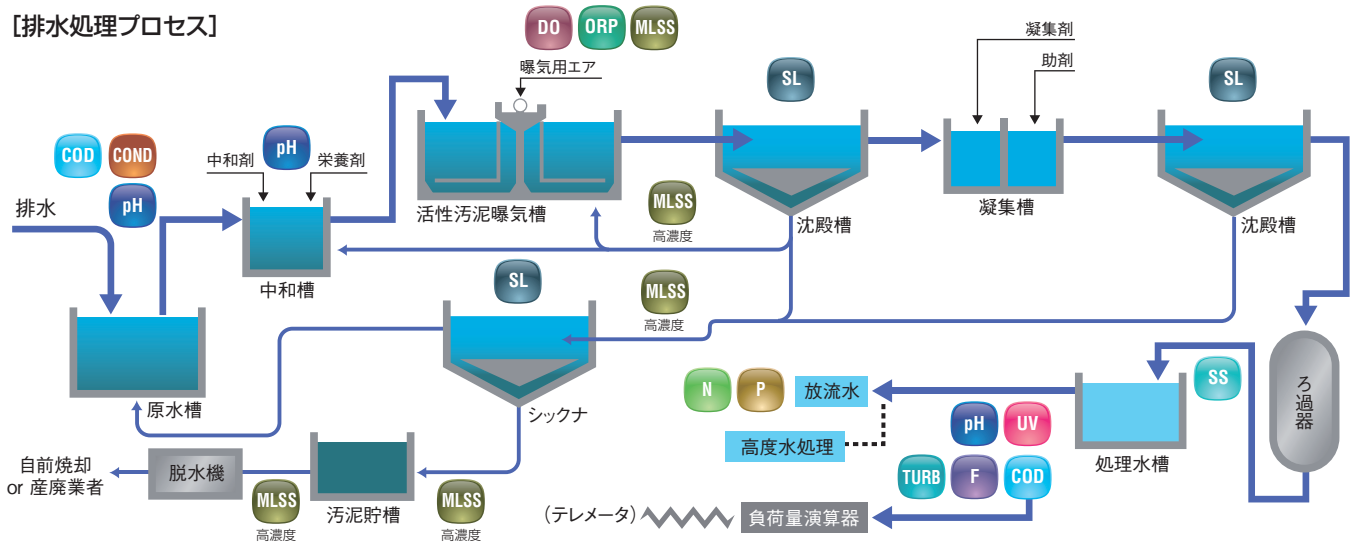 [排水処理プロセス]
DO
ORP
MLSS
曝気用エア
凝集剤
助剤
SL
SL
COD
COND
pH
中和剤
pH
栄養剤
排水
活性汚泥曝気槽
MLSS
高濃度
沈殿槽
凝集槽
沈殿槽
中和槽
SL
MLSS
高濃度
原水槽
シックナ
N
P
放流水
SS
ろ過器
pH
UV
高度水処理
処理水槽
自前焼却
or 産廃業者
脱水機
MLSS
高濃度
汚泥貯槽
MLSS
高濃度
TURB
F
COD
(テレメータ)
負荷量演算器